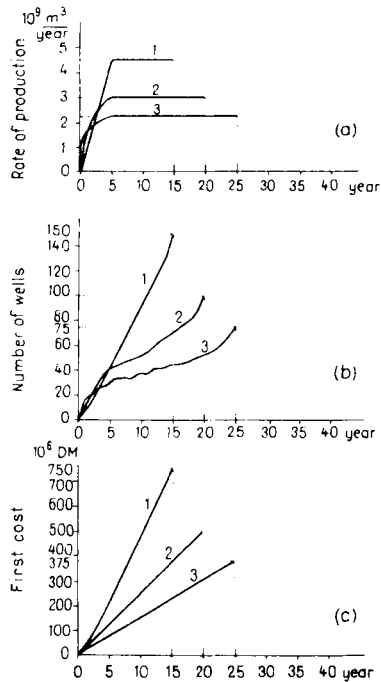 10⁹ m³
year
Rate of production
5
4
3
2
1
0
1
2
3
(a)
0 5 10 15 20 25 30 35 40 year
Number of wells
150
140
120
100
80
75
60
40
20
0
1
2
3
(b)
0 5 10 15 20 25 30 35 40 year
10⁶ DM
First cost
750
700
600
500
400
375
300
200
100
0
1
2
3
(c)
0 5 10 15 20 25 30 35 40 year